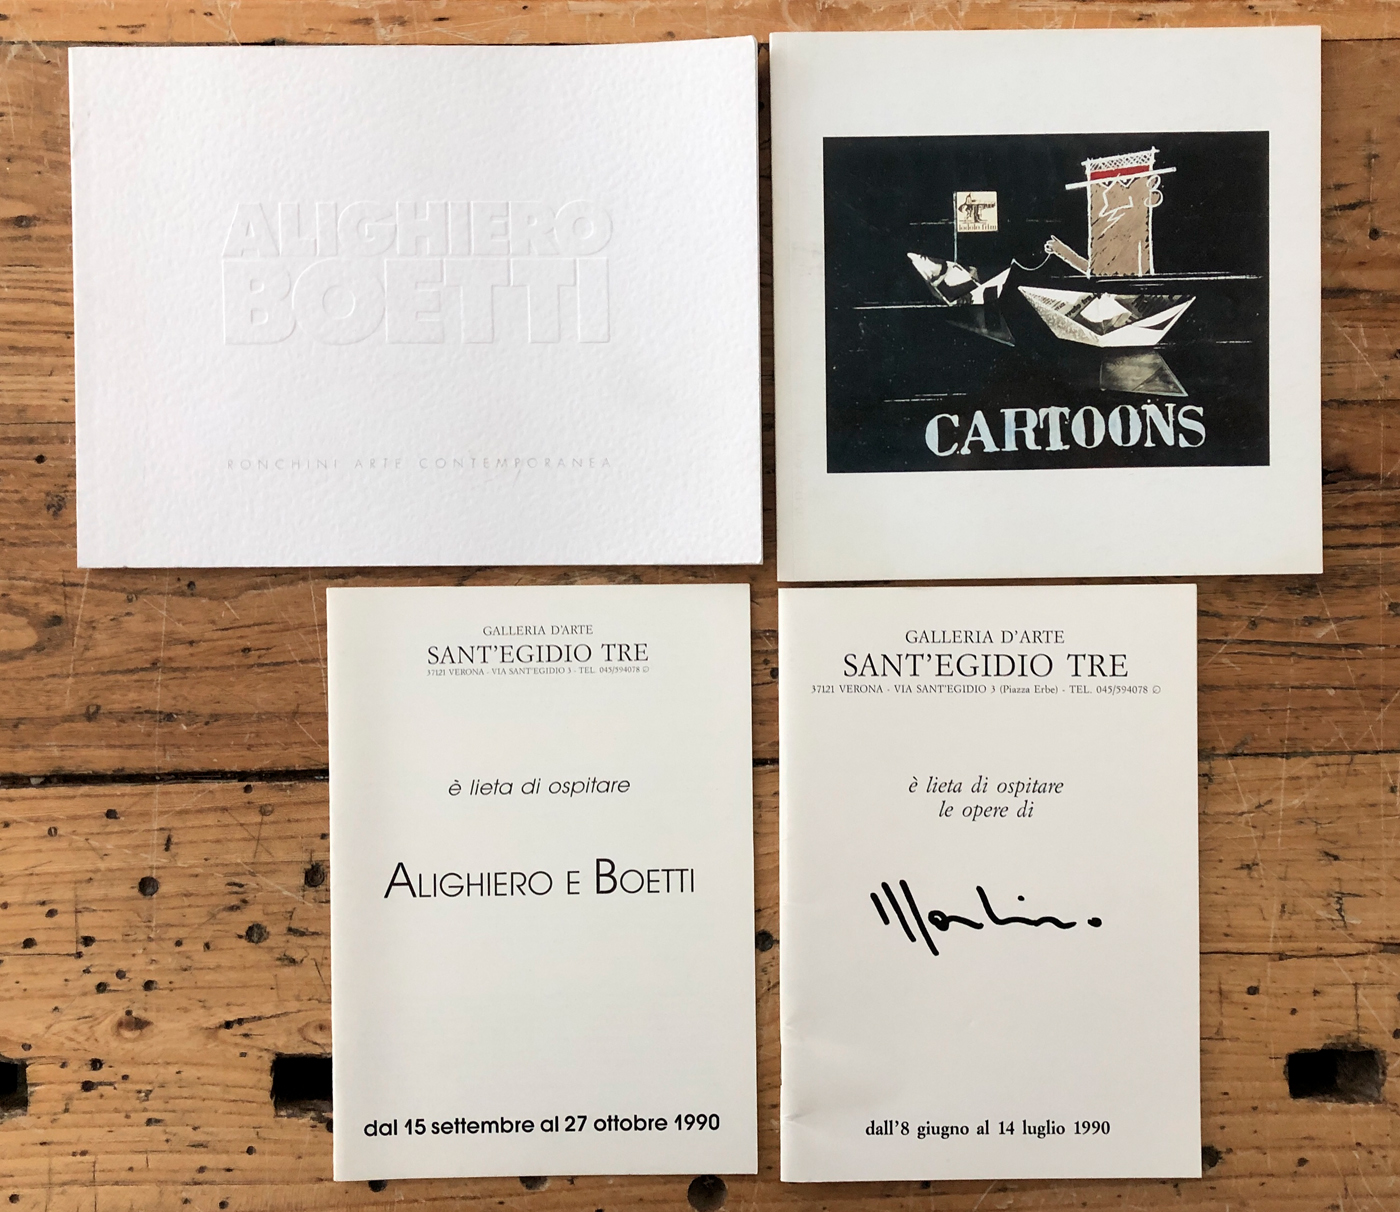 ALIGHIERO
BOETTI
RONCHINI ARTE CONTEMPORANEA
lodolo film
CARTOONS
GALLERIA D'ARTE
SANT'EGIDIO TRE
37121 VERONA - VIA SANT'EGIDIO 3 - TEL. 045/594078
è lieta di ospitare
ALIGHIERO E BOETTI
dal 15 settembre al 27 ottobre 1990
GALLERIA D'ARTE
SANT'EGIDIO TRE
37121 VERONA - VIA SANT'EGIDIO 3 (Piazza Erbe) - TEL. 045/594078
è lieta di ospitare
le opere di
dall'8 giugno al 14 luglio 1990